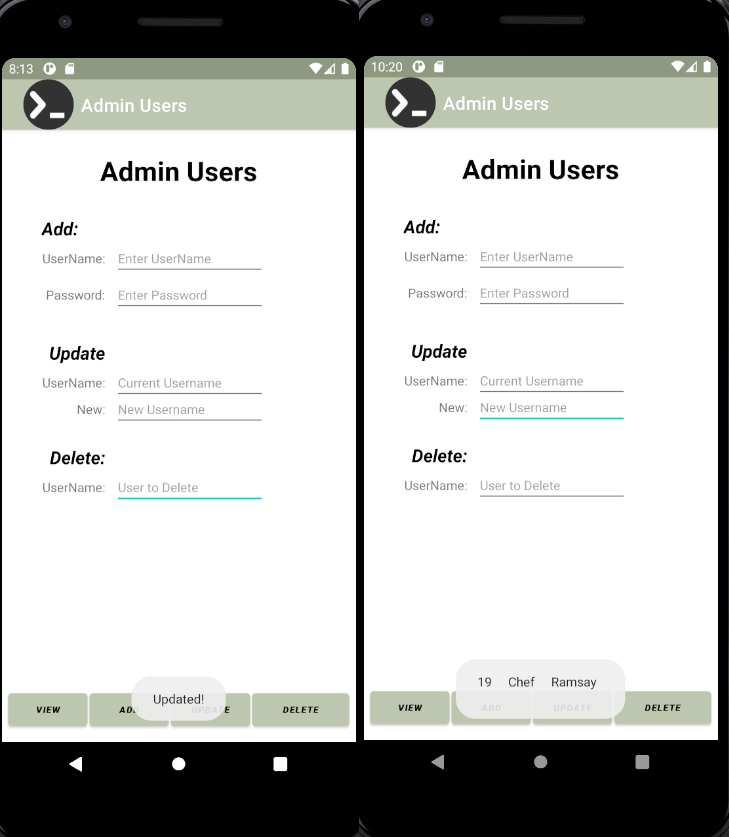 8:13
Admin Users
Admin Users
Add:
UserName: Enter UserName
Password: Enter Password
Update
UserName: Current Username
New: New Username
Delete:
UserName: User to Delete
Updated!
VIEW ADD UPDATE DELETE
10:20
Admin Users
Admin Users
Add:
UserName: Enter UserName
Password: Enter Password
Update
UserName: Current Username
New: New Username
Delete:
UserName: User to Delete
19 Chef Ramsay
VIEW ADD UPDATE DELETE